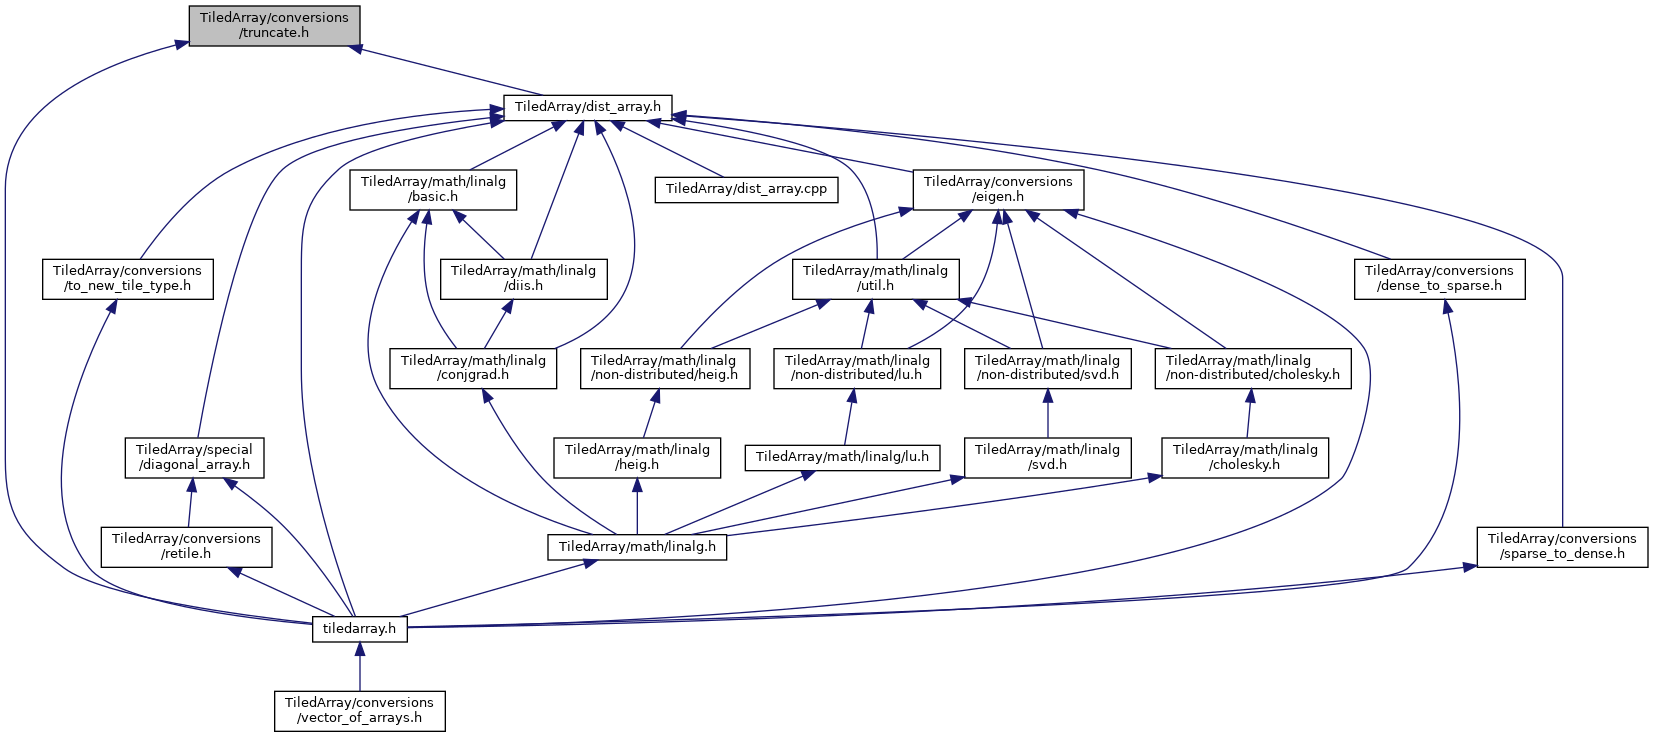 TiledArray/conversions
/truncate.h
TiledArray/dist_array.h
TiledArray/math/linalg
/basic.h
TiledArray/dist_array.cpp
TiledArray/conversions
/eigen.h
TiledArray/conversions
/to_new_tile_type.h
TiledArray/math/linalg
/diis.h
TiledArray/math/linalg
/util.h
TiledArray/conversions
/dense_to_sparse.h
TiledArray/math/linalg
/conjgrad.h
TiledArray/math/linalg
/non-distributed/heig.h
TiledArray/math/linalg
/non-distributed/lu.h
TiledArray/math/linalg
/non-distributed/svd.h
TiledArray/math/linalg
/non-distributed/cholesky.h
TiledArray/special
/diagonal_array.h
TiledArray/math/linalg
/heig.h
TiledArray/math/linalg/lu.h
TiledArray/math/linalg
/svd.h
TiledArray/math/linalg
/cholesky.h
TiledArray/conversions
/retile.h
TiledArray/math/linalg.h
TiledArray/conversions
/sparse_to_dense.h
tiledarray.h
TiledArray/conversions
/vector_of_arrays.h